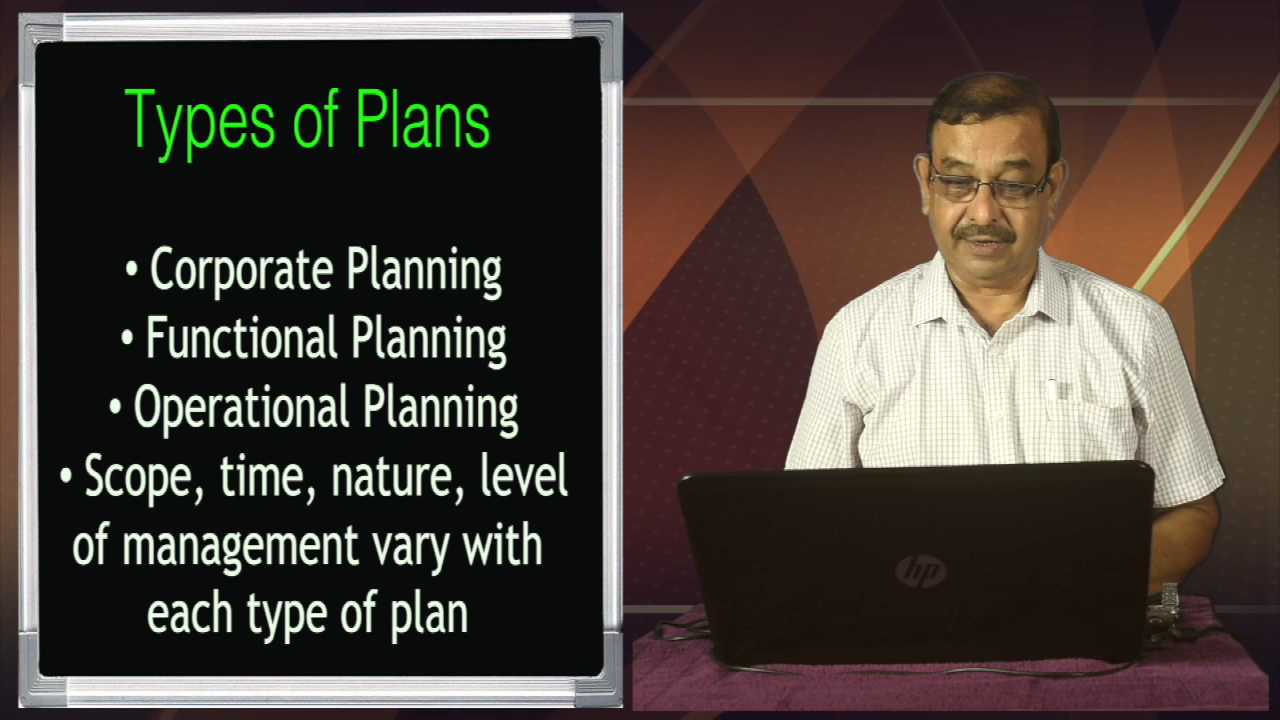 Types of Plans
• Corporate Planning
• Functional Planning
• Operational Planning
• Scope, time, nature, level
of management vary with
each type of plan
hp